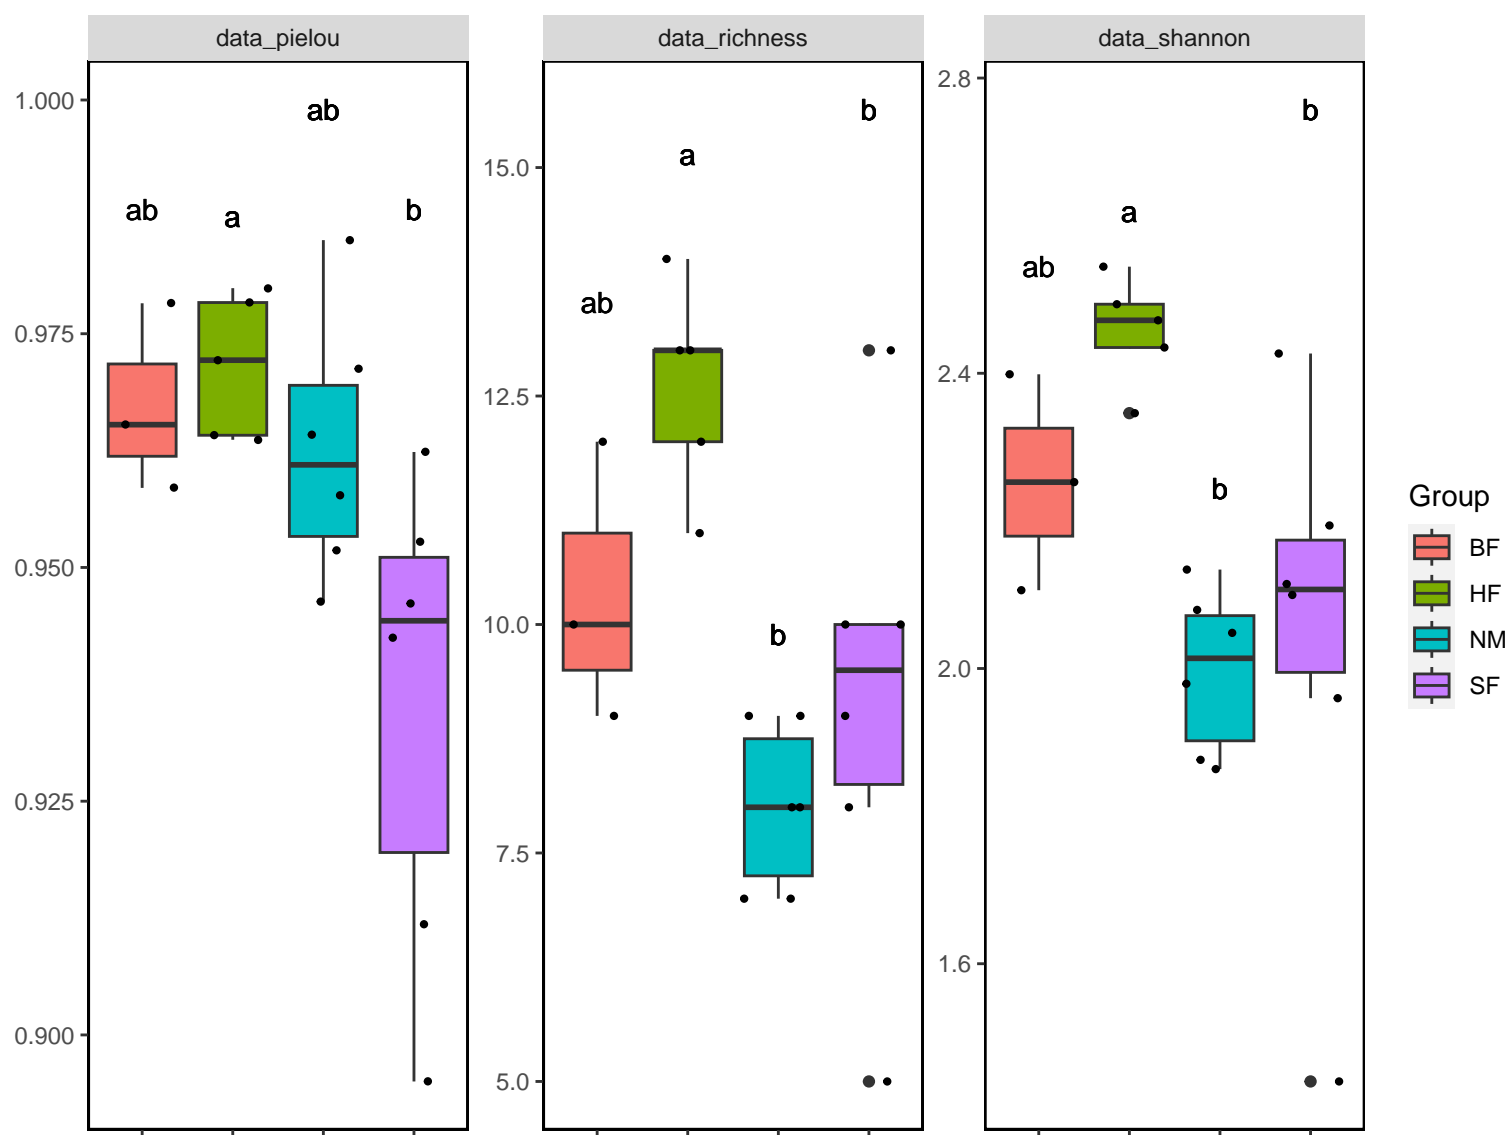 data_pielou
data_richness
data_shannon
1.000
0.975
0.950
0.925
0.900
ab
a
ab
b
15.0
12.5
10.0
7.5
5.0
ab
a
b
b
2.8
2.4
2.0
1.6
ab
a
b
b
Group
BF
HF
NM
SF